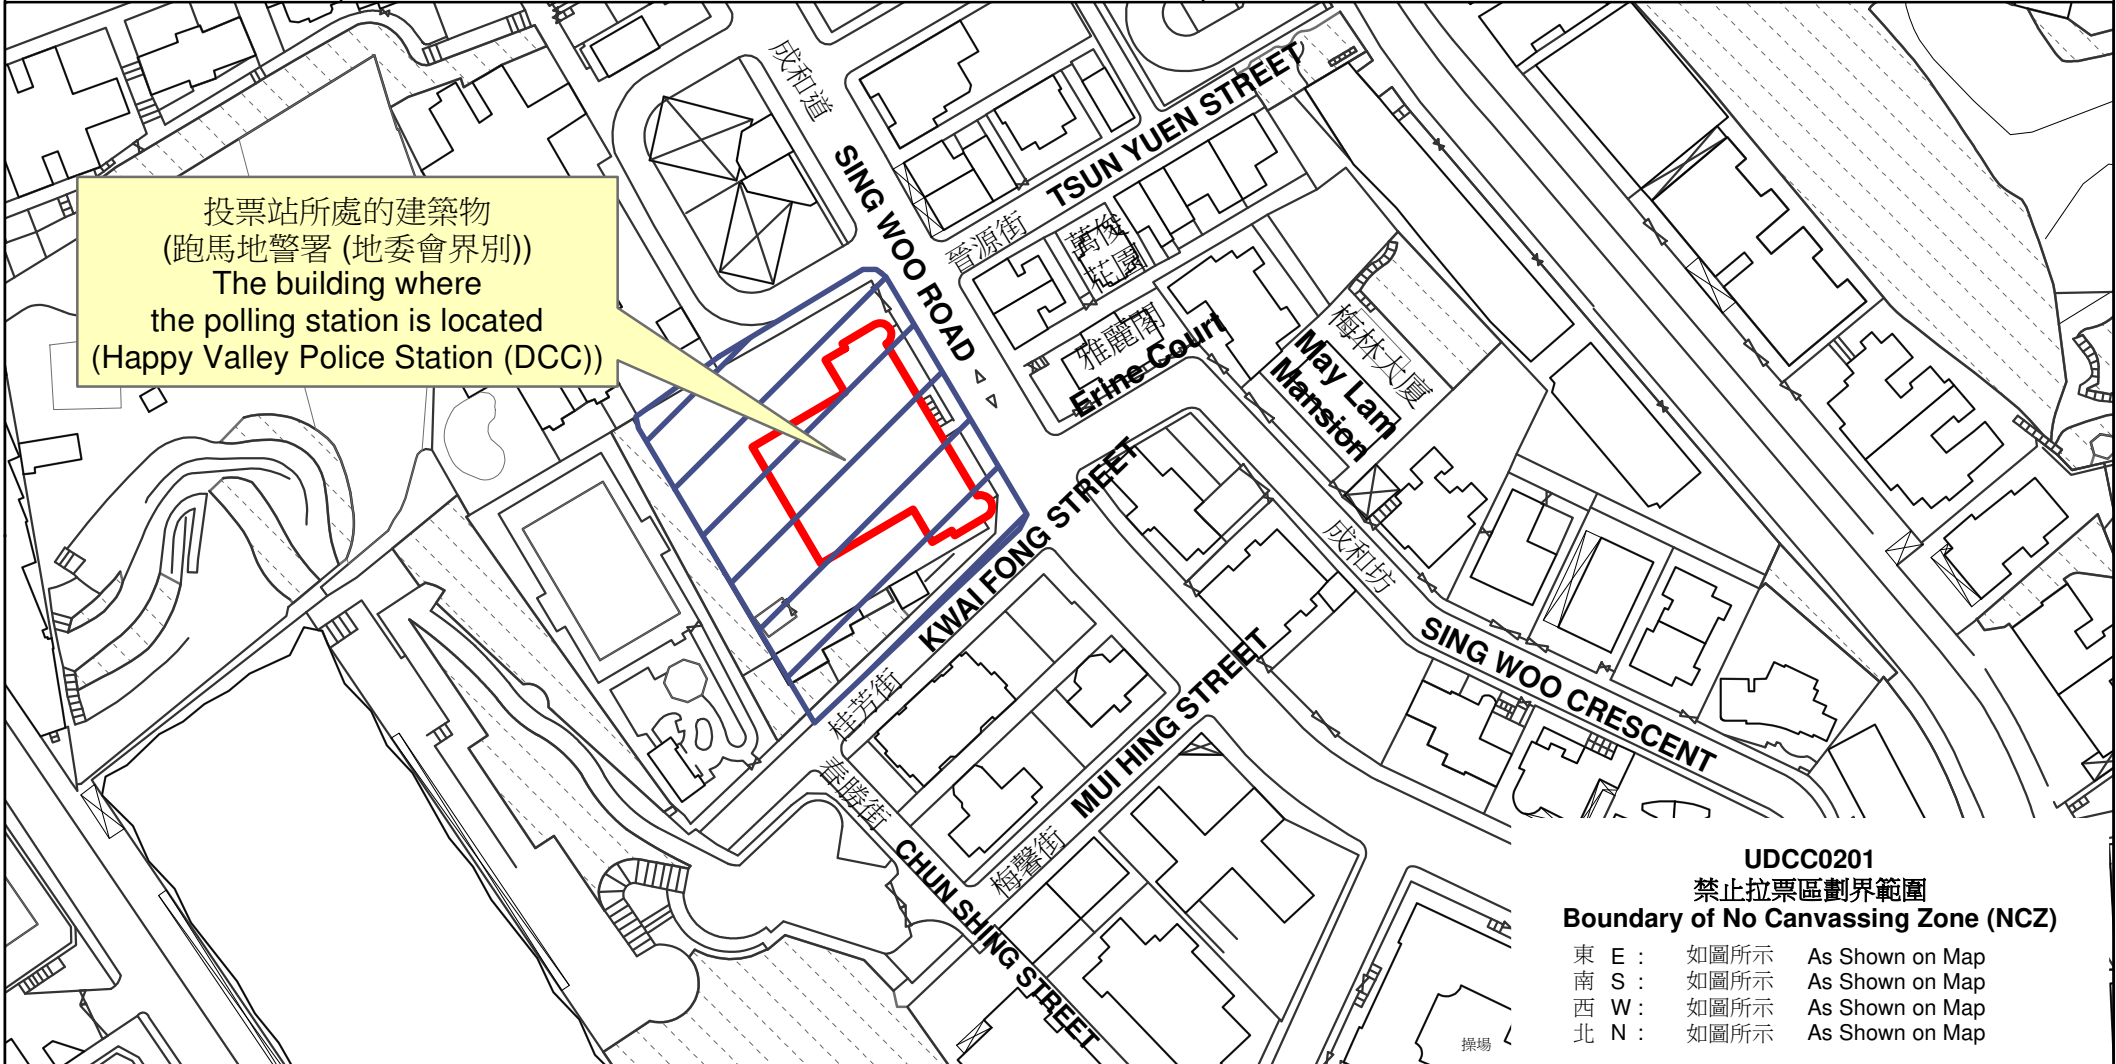 成和道
SING WOO ROAD
TSUN YUEN STREET
晉源街
萬俊
花園
投票站所處的建築物
(跑馬地警署 (地委會界別))
The building where
the polling station is located
(Happy Valley Police Station (DCC))
雅麗閣
Erine Court
梅林大廈
May Lam
Mansion
KWAI FONG STREET
桂芳街
成和坊
SING WOO CRESCENT
MUI HING STREET
梅馨街
春勝街
CHUN SHING STREET
操場
UDCC0201
禁止拉票區劃界範圍
Boundary of No Canvassing Zone (NCZ)
東 E : 如圖所示 As Shown on Map
南 S : 如圖所示 As Shown on Map
西 W : 如圖所示 As Shown on Map
北 N : 如圖所示 As Shown on Map